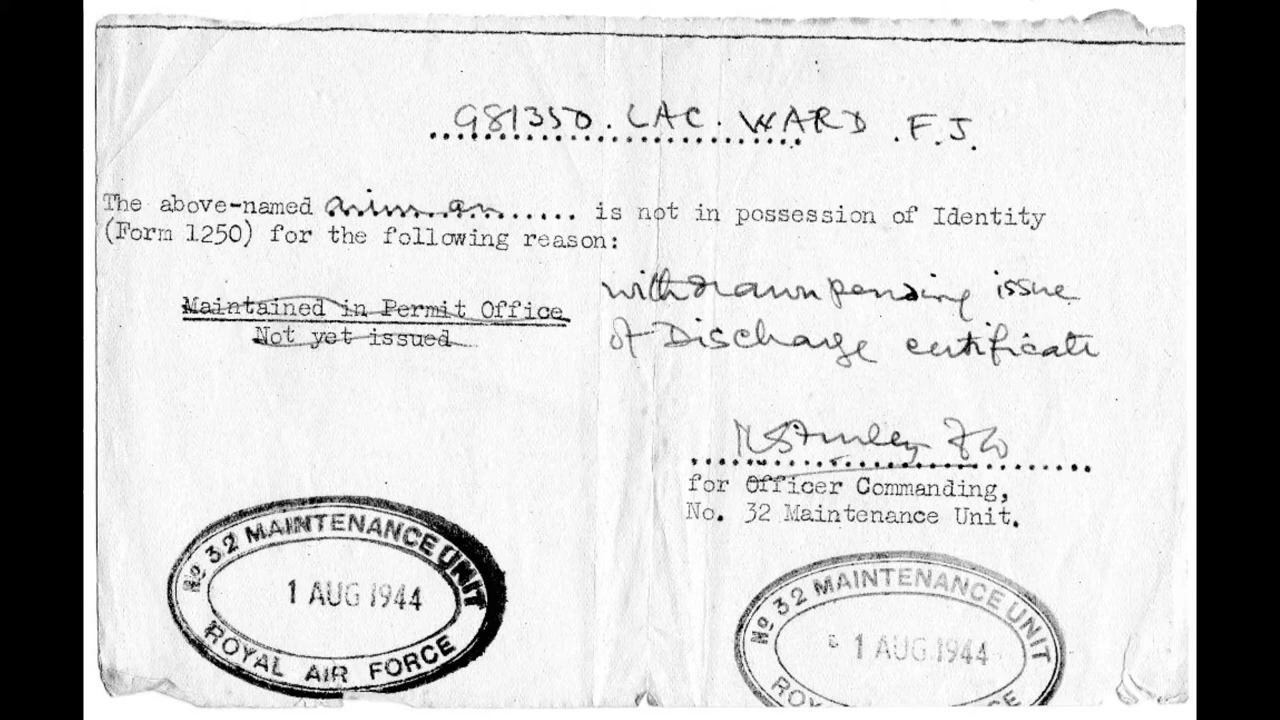 981350. LAC. WARD .F.J.
The above-named airman is not in possession of Identity
(Form 1250) for the following reason:
Maintained in Permit Office
Not yet issued
withdrawn pending issue
of Discharge certificate
for Officer Commanding,
No. 32 Maintenance Unit.
Nº 32 MAINTENANCE UNIT
1 AUG 1944
ROYAL AIR FORCE
Nº 32 MAINTENANCE UNIT
1 AUG 1944